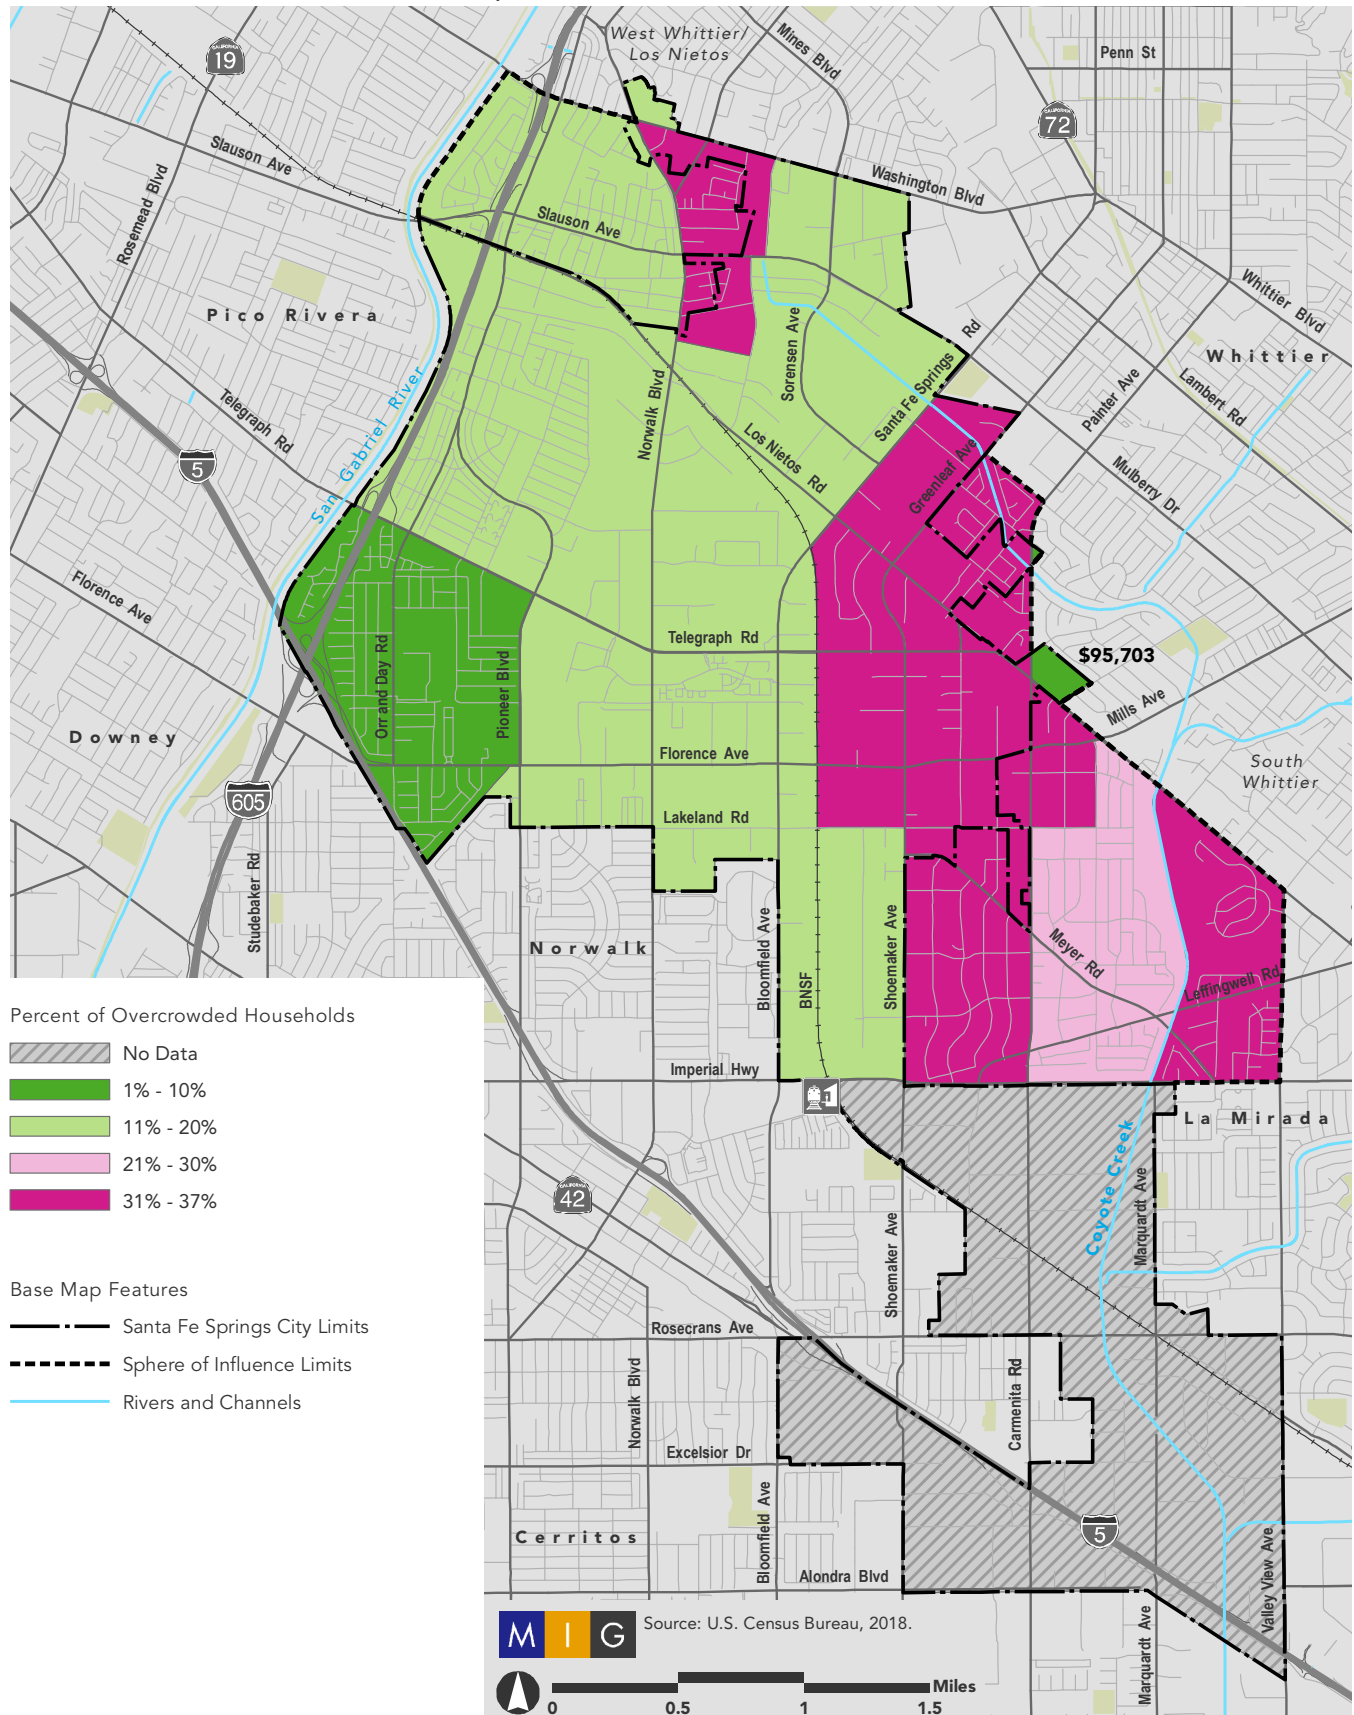 West Whittier/
Los Nietos
Mines Blvd
Penn St
CALIFORNIA
19
CALIFORNIA
72
Slauson Ave
Rosemead Blvd
Washington Blvd
Slauson Ave
Whittier Blvd
Pico Rivera
Sorensen Ave
Santa Fe Springs
Rd
Whittier
Painter Ave
Lambert Rd
Telegraph Rd
San Gabriel River
Norwalk Blvd
Los Nietos Rd
Greenleaf Ave
Mulberry Dr
5
Florence Ave
Telegraph Rd
$95,703
Orr and Day Rd
Pioneer Blvd
Mills Ave
Downey
Florence Ave
South
Whittier
605
Lakeland Rd
Studebaker Rd
Norwalk
Bloomfield Ave
BNSF
Shoemaker Ave
Meyer Rd
Leffingwell Rd
Percent of Overcrowded Households
No Data
1% - 10%
11% - 20%
21% - 30%
31% - 37%
Imperial Hwy
La Mirada
Coyote Creek
Marquardt Ave
CALIFORNIA
42
Shoemaker Ave
Base Map Features
Santa Fe Springs City Limits
Sphere of Influence Limits
Rivers and Channels
Rosecrans Ave
Norwalk Blvd
Carmenita Rd
Excelsior Dr
Cerritos
Bloomfield Ave
5
Alondra Blvd
Valley View Ave
Marquardt Ave
M I G
Source: U.S. Census Bureau, 2018.
Miles
0 0.5 1 1.5